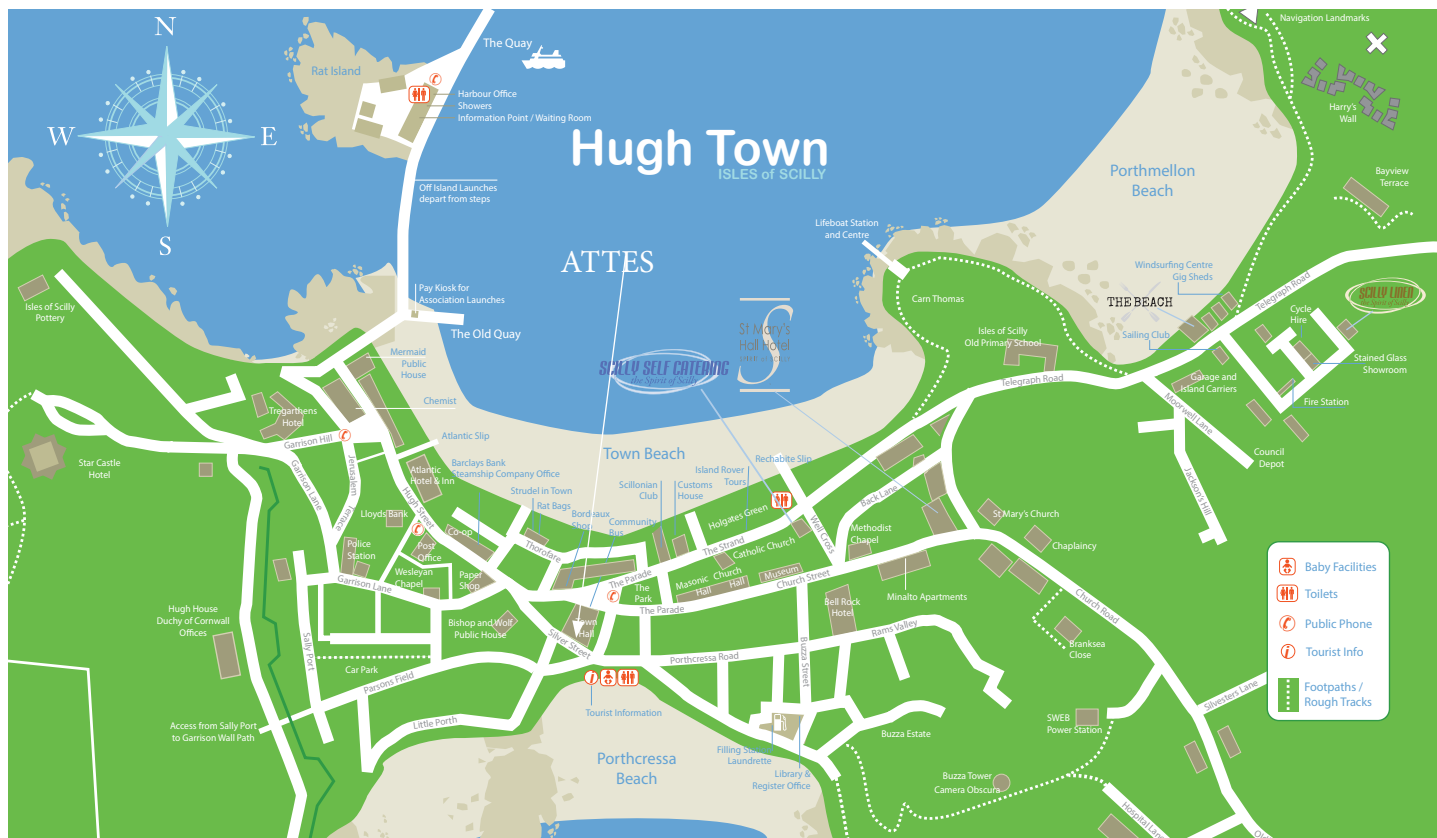 N
W
E
S
Rat Island
The Quay
Harbour Office
Showers
Information Point / Waiting Room
Off Island Launches
depart from steps
Hugh Town
ISLES of SCILLY
Navigation Landmarks
Harry's
Wall
Bayview
Terrace
Porthmellon
Beach
Lifeboat Station
and Centre
Windsurfing Centre
Gig Sheds
THE BEACH
Sailing Club
Telegraph Road
Cycle
Hire
SCILLY LINEN
the Spirit of Scilly
Stained Glass
Showroom
Fire Station
Garage and
Island Carriers
Moorwell Lane
Council
Depot
Jackson's Hill
Carn Thomas
Isles of Scilly
Old Primary School
Telegraph Road
ATTES
St Mary's
Hall Hotel
SCILLY SELF CATERING
the Spirit of Scilly
Pay Kiosk for
Association Launches
The Old Quay
Isles of Scilly
Pottery
Mermaid
Public
House
Chemist
Tregarthens
Hotel
Garrison Hill
Star Castle
Hotel
Garrison Lane
Jerusalem
Terrace
Atlantic Slip
Atlantic
Hotel & Inn
Barclays Bank
Steamship Company Office
Hugh Street
Lloyds Bank
Strudel in Town
Rat Bags
Bordeaux
Shop
Community
Bus
Town Beach
Scillonian
Club
Customs
House
Island Rover
Tours
Rechabite Slip
Holgates Green
The Strand
Well Cross
Back Lane
Methodist
Chapel
St Mary's Church
Chaplaincy
Police
Station
Post
Office
Co-op
Wesleyan
Chapel
Paper
Shop
Thorofare
The Parade
The
Park
The Parade
Catholic Church
Masonic
Hall
Church
Hall
Museum
Church Street
Bell Rock
Hotel
Minalto Apartments
Church Road
Garrison Lane
Bishop and Wolf
Public House
Silver Street
Town
Hall
Porthcressa Road
Buzza Street
Rams Valley
Branksea
Close
Hugh House
Duchy of Cornwall
Offices
Sally Port
Car Park
Parsons Field
Little Porth
Access from Sally Port
to Garrison Wall Path
Tourist Information
Porthcressa
Beach
Filling Station
Laundrette
Library &
Register Office
Buzza Estate
Buzza Tower
Camera Obscura
SWEB
Power Station
Silvesters Lane
Hospital Lane
Baby Facilities
Toilets
Public Phone
Tourist Info
Footpaths /
Rough Tracks